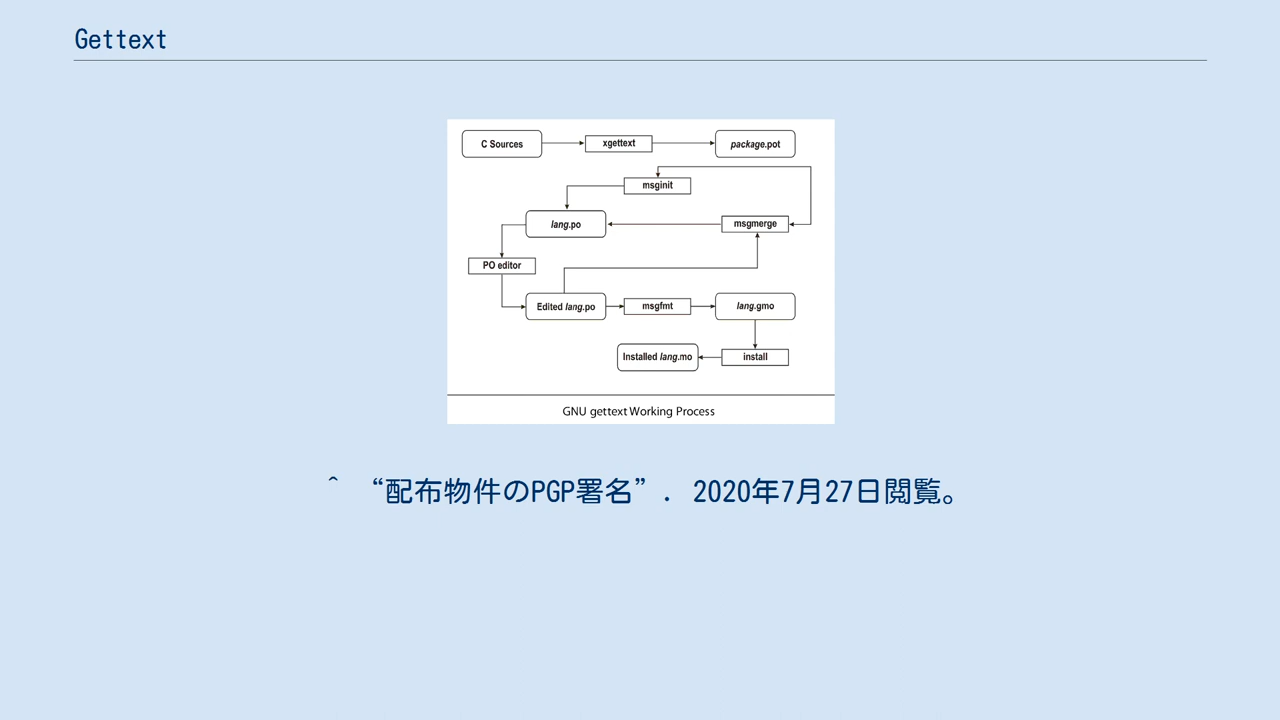 Gettext
C Sources
xgettext
package.pot
msginit
lang.po
msgmerge
PO editor
Edited lang.po
msgfmt
lang.gmo
Installed lang.mo
install
GNU gettext Working Process
^ “配布物件のPGP署名”. 2020年7月27日閲覧。